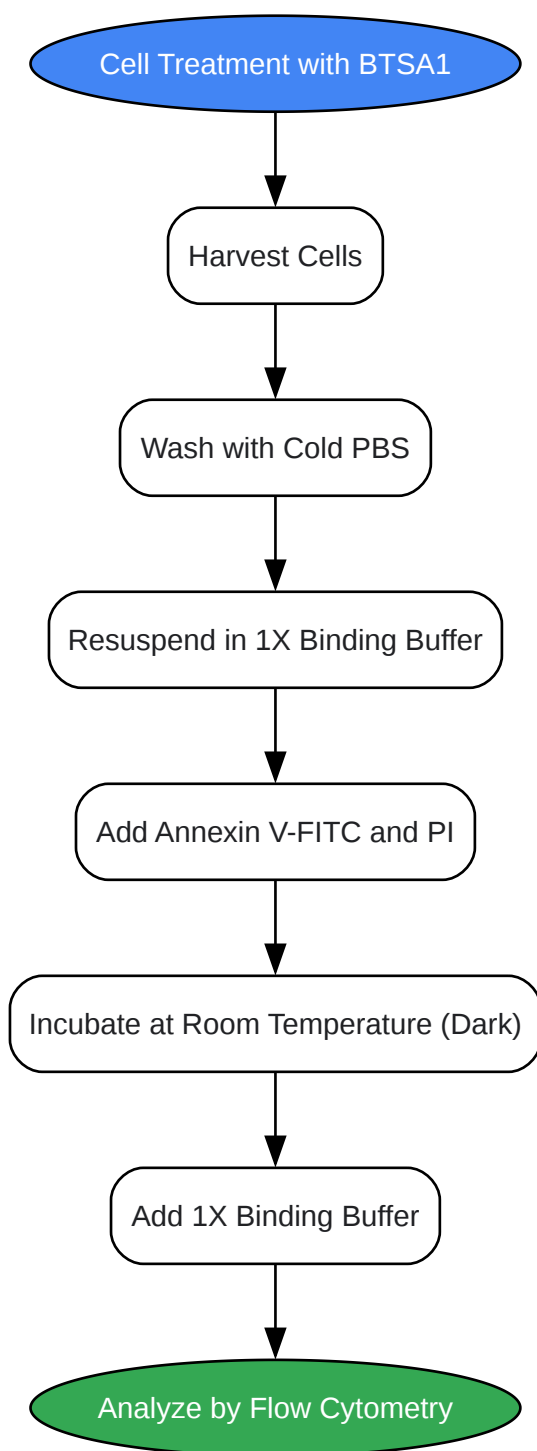 Cell Treatment with BTSA1
Harvest Cells
Wash with Cold PBS
Resuspend in 1X Binding Buffer
Add Annexin V-FITC and PI
Incubate at Room Temperature (Dark)
Add 1X Binding Buffer
Analyze by Flow Cytometry